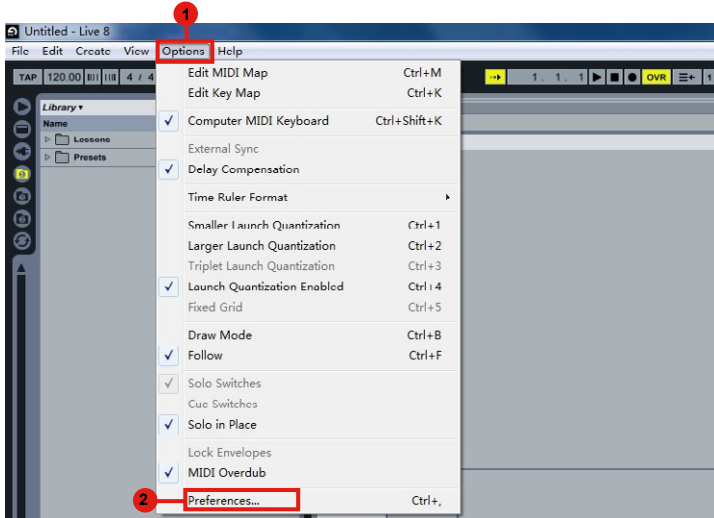 1
Untitled - Live 8
File Edit Create View Options Help
TAP 120.00 4 / 4 1. 1. 1 OVR 1
Library
Name
Lessons
Presets
Edit MIDI Map Ctrl+M
Edit Key Map Ctrl+K
Computer MIDI Keyboard Ctrl+Shift+K
External Sync
Delay Compensation
Time Ruler Format
Smaller Launch Quantization Ctrl+1
Larger Launch Quantization Ctrl+2
Triplet Launch Quantization Ctrl+3
Launch Quantization Enabled Ctrl+4
Fixed Grid Ctrl+5
Draw Mode Ctrl+B
Follow Ctrl+F
Solo Switches
Cue Switches
Solo in Place
Lock Envelopes
MIDI Overdub
2 Preferences... Ctrl+,